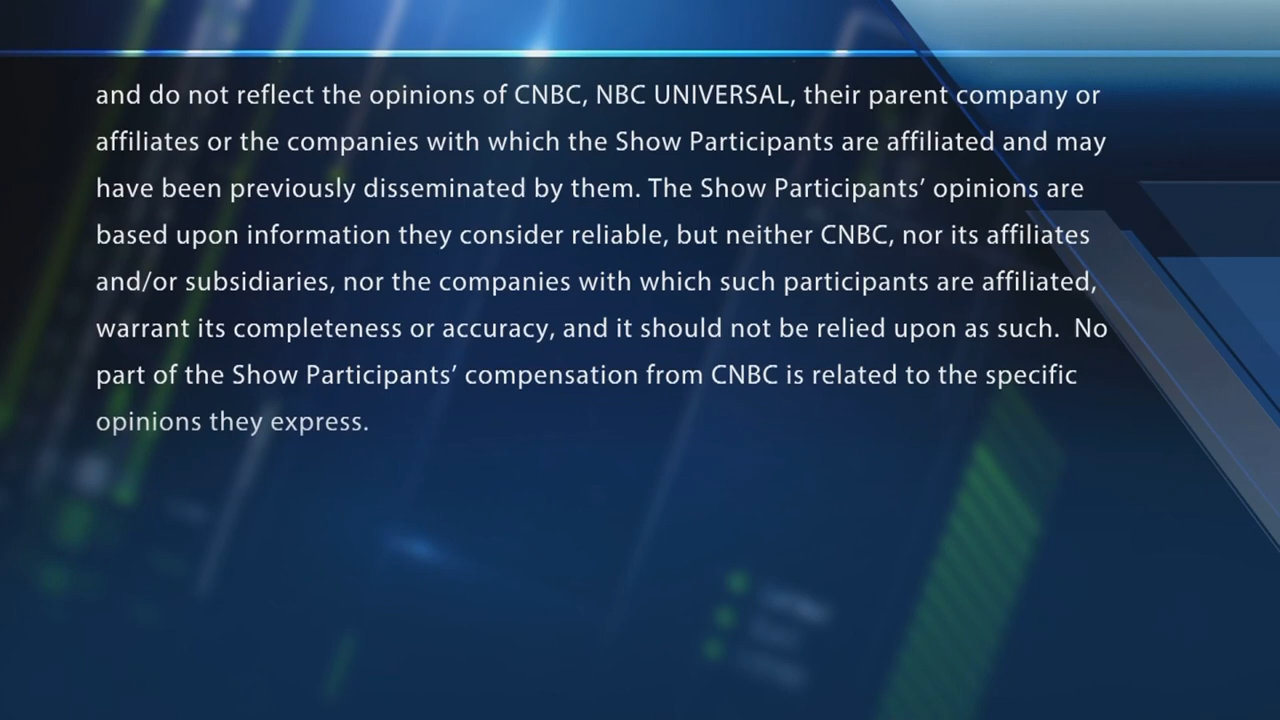 and do not reflect the opinions of CNBC, NBC UNIVERSAL, their parent company or
affiliates or the companies with which the Show Participants are affiliated and may
have been previously disseminated by them. The Show Participants’ opinions are
based upon information they consider reliable, but neither CNBC, nor its affiliates
and/or subsidiaries, nor the companies with which such participants are affiliated,
warrant its completeness or accuracy, and it should not be relied upon as such.  No
part of the Show Participants’ compensation from CNBC is related to the specific
opinions they express.